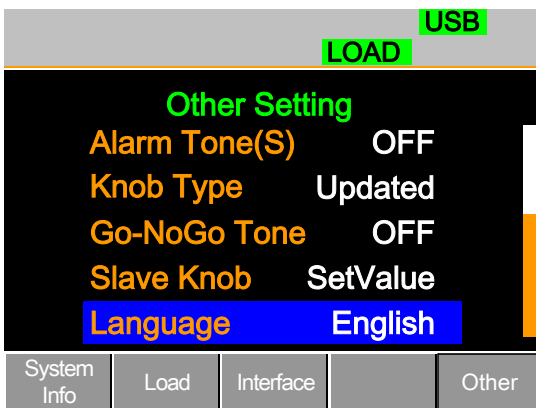 USB
LOAD
Other Setting
Alarm Tone(S) OFF
Knob Type Updated
Go-NoGo Tone OFF
Slave Knob SetValue
Language English
System Info
Load
Interface
Other